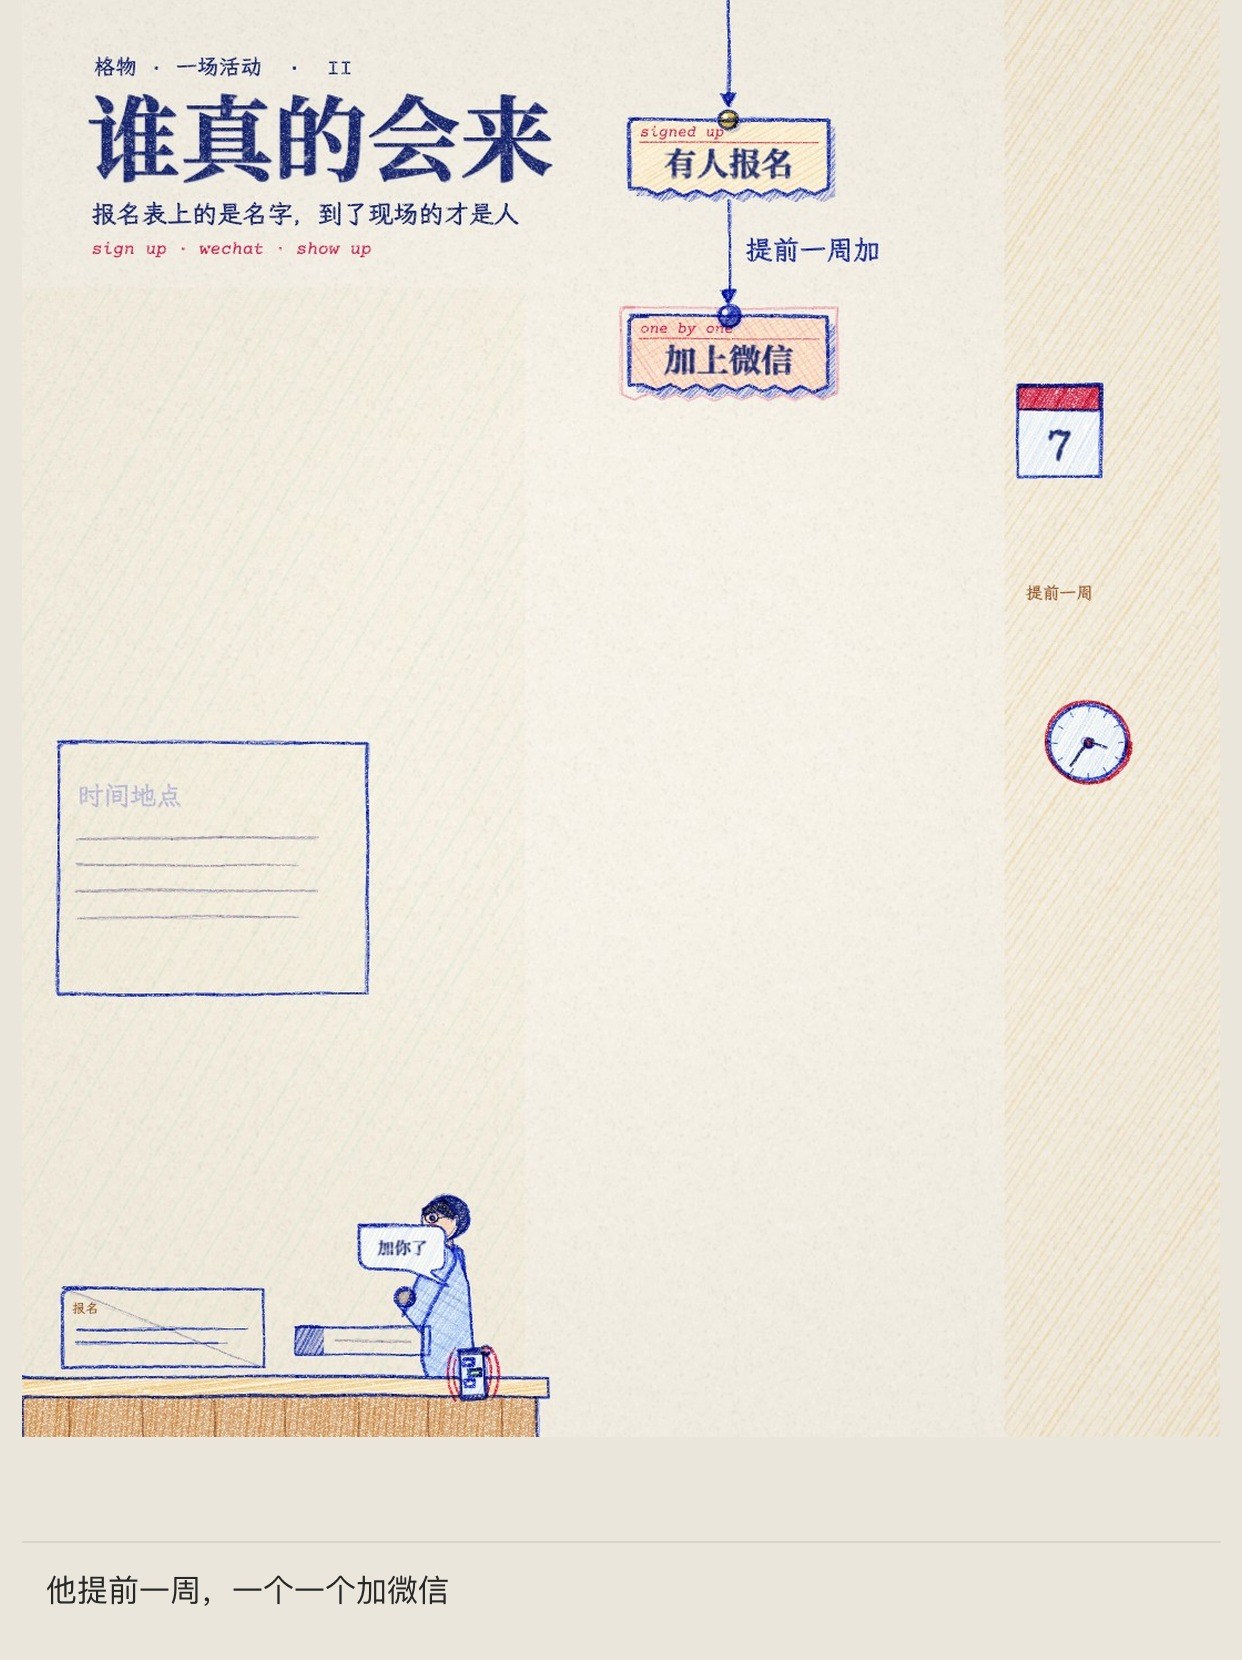 格物 · 一场活动 · II
谁真的会来
报名表上的是名字，到了现场的才是人
sign up · wechat · show up
signed up
有人报名
提前一周加
one by one
加上微信
7
提前一周
时间地点
加你了
报名
他提前一周，一个一个加微信